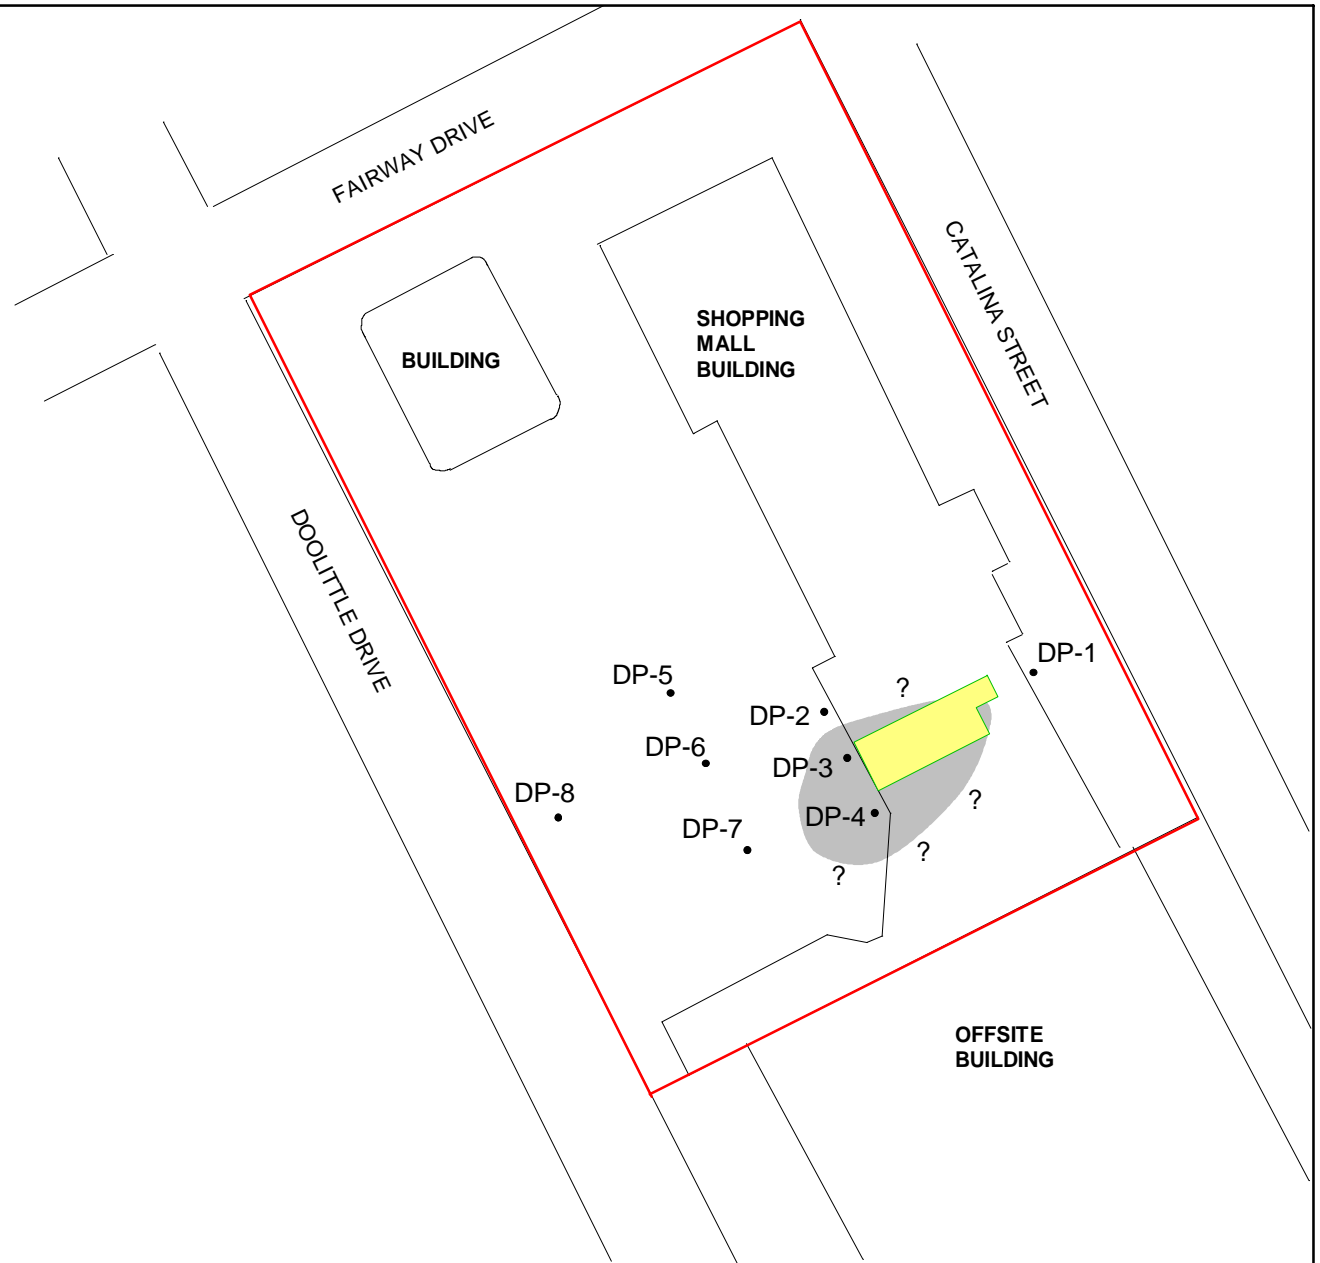 FAIRWAY DRIVE
CATALINA STREET
SHOPPING
MALL
BUILDING
BUILDING
DOOLITTLE DRIVE
DP-1
DP-5
?
DP-2
DP-6
DP-3
DP-8
?
DP-4
DP-7
?
?
OFFSITE
BUILDING